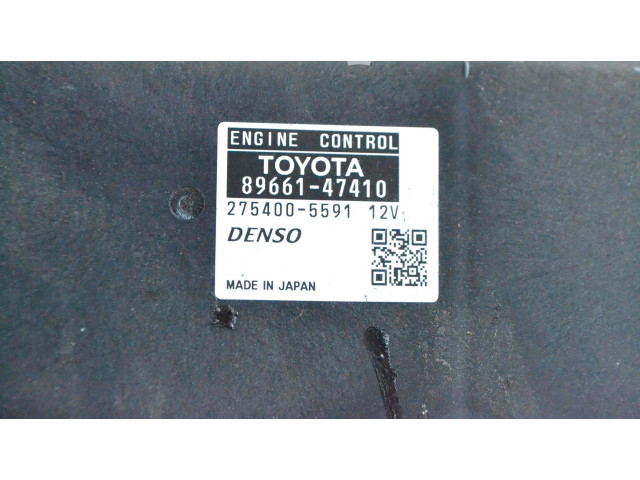 ENGINE CONTROL
TOYOTA
89661-47410
275400-5591 12V
DENSO
MADE IN JAPAN